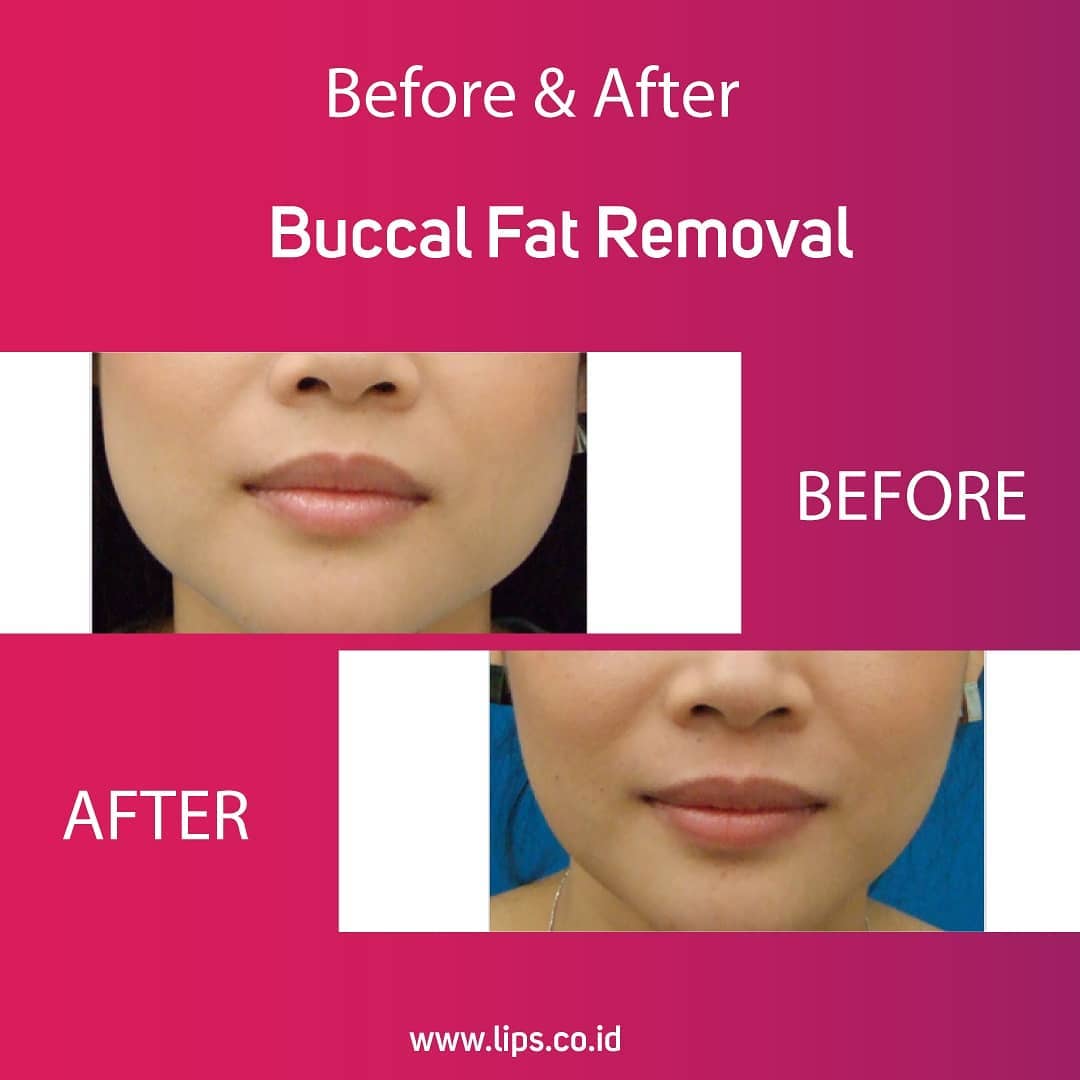 Before & After
Buccal Fat Removal
BEFORE
AFTER
www.lips.co.id